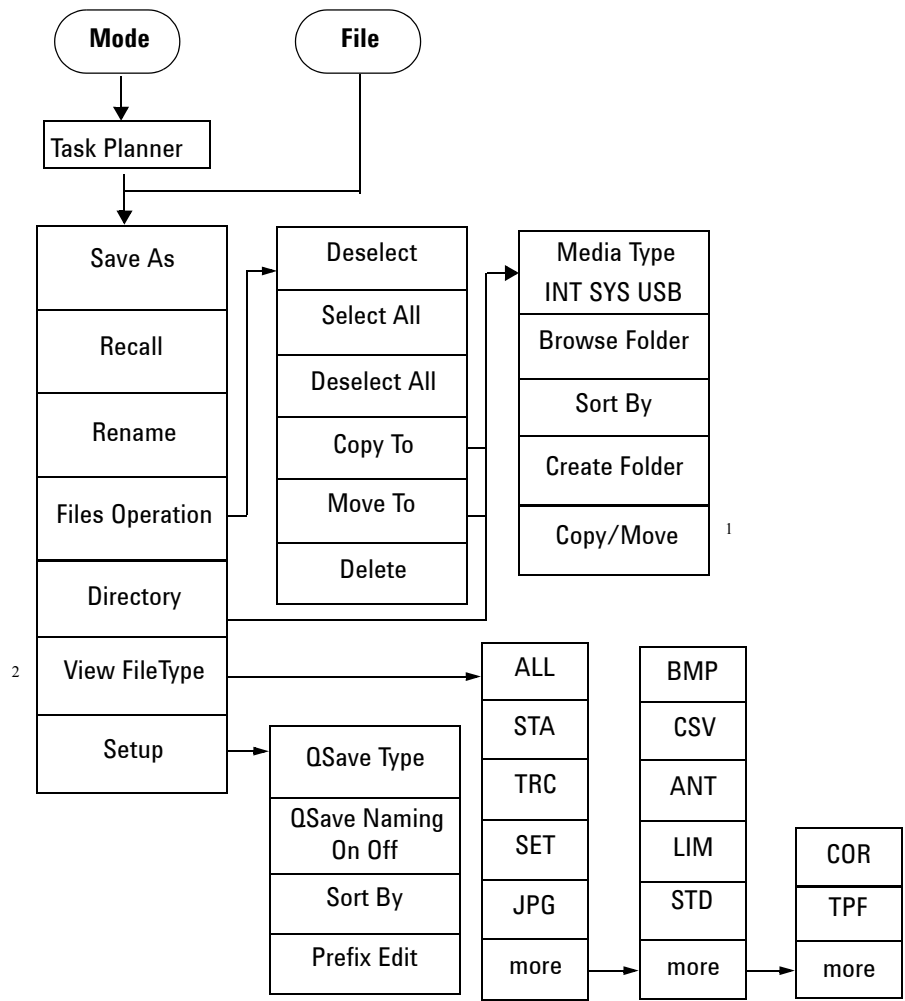 Mode
File
Task Planner
Save As
Recall
Rename
Files Operation
Directory
2
View FileType
Setup
Deselect
Select All
Deselect All
Copy To
Move To
Delete
Media Type
INT SYS USB
Browse Folder
Sort By
Create Folder
Copy/Move
1
QSave Type
QSave Naming
On Off
Sort By
Prefix Edit
ALL
STA
TRC
SET
JPG
more
BMP
CSV
ANT
LIM
STD
more
COR
TPF
more